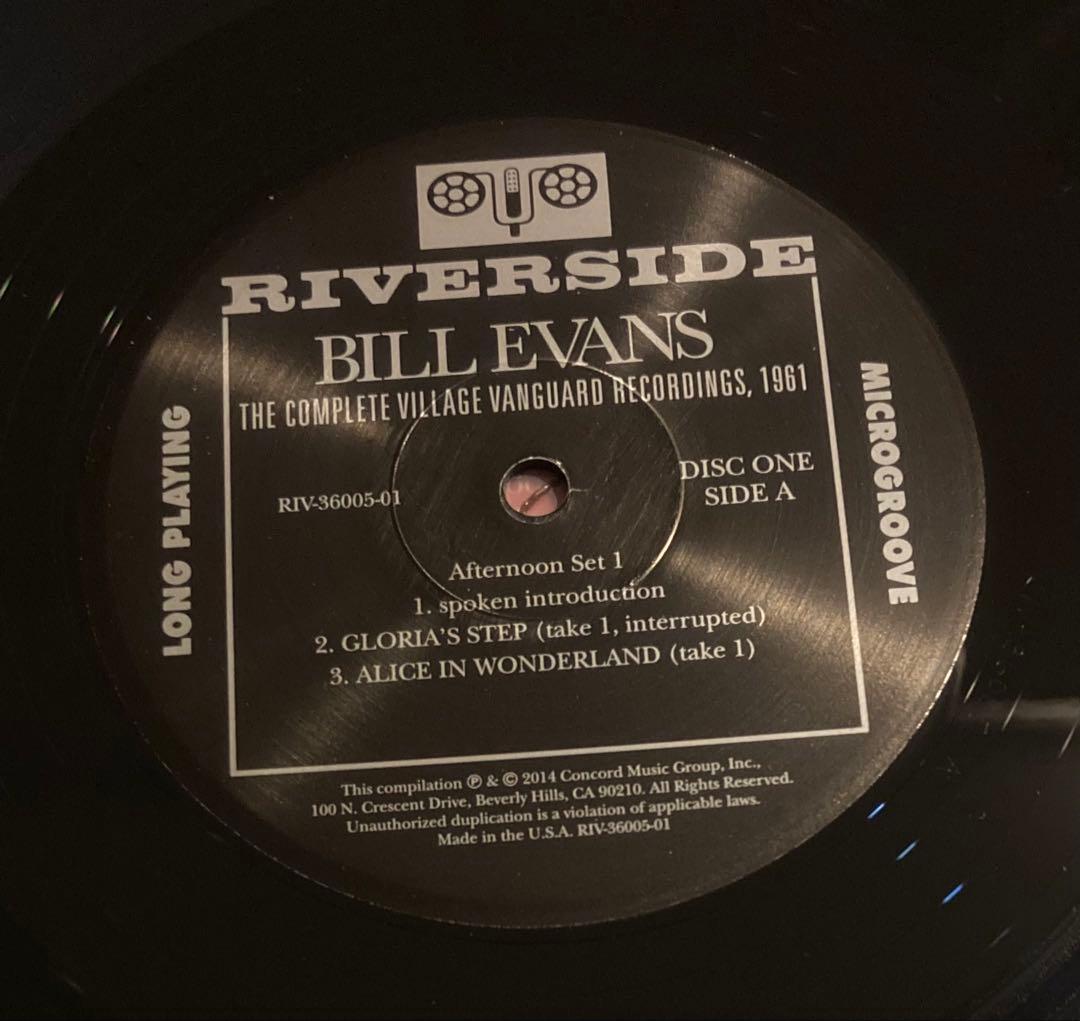 RIVERSIDE
BILL EVANS
THE COMPLETE VILLAGE VANGUARD RECORDINGS, 1961
LONG PLAYING
MICROGROOVE
RIV-36005-01
DISC ONE
SIDE A
Afternoon Set 1
1. spoken introduction
2. GLORIA'S STEP (take 1, interrupted)
3. ALICE IN WONDERLAND (take 1)
This compilation ℗ & © 2014 Concord Music Group, Inc.,
100 N. Crescent Drive, Beverly Hills, CA 90210. All Rights Reserved.
Unauthorized duplication is a violation of applicable laws.
Made in the U.S.A. RIV-36005-01